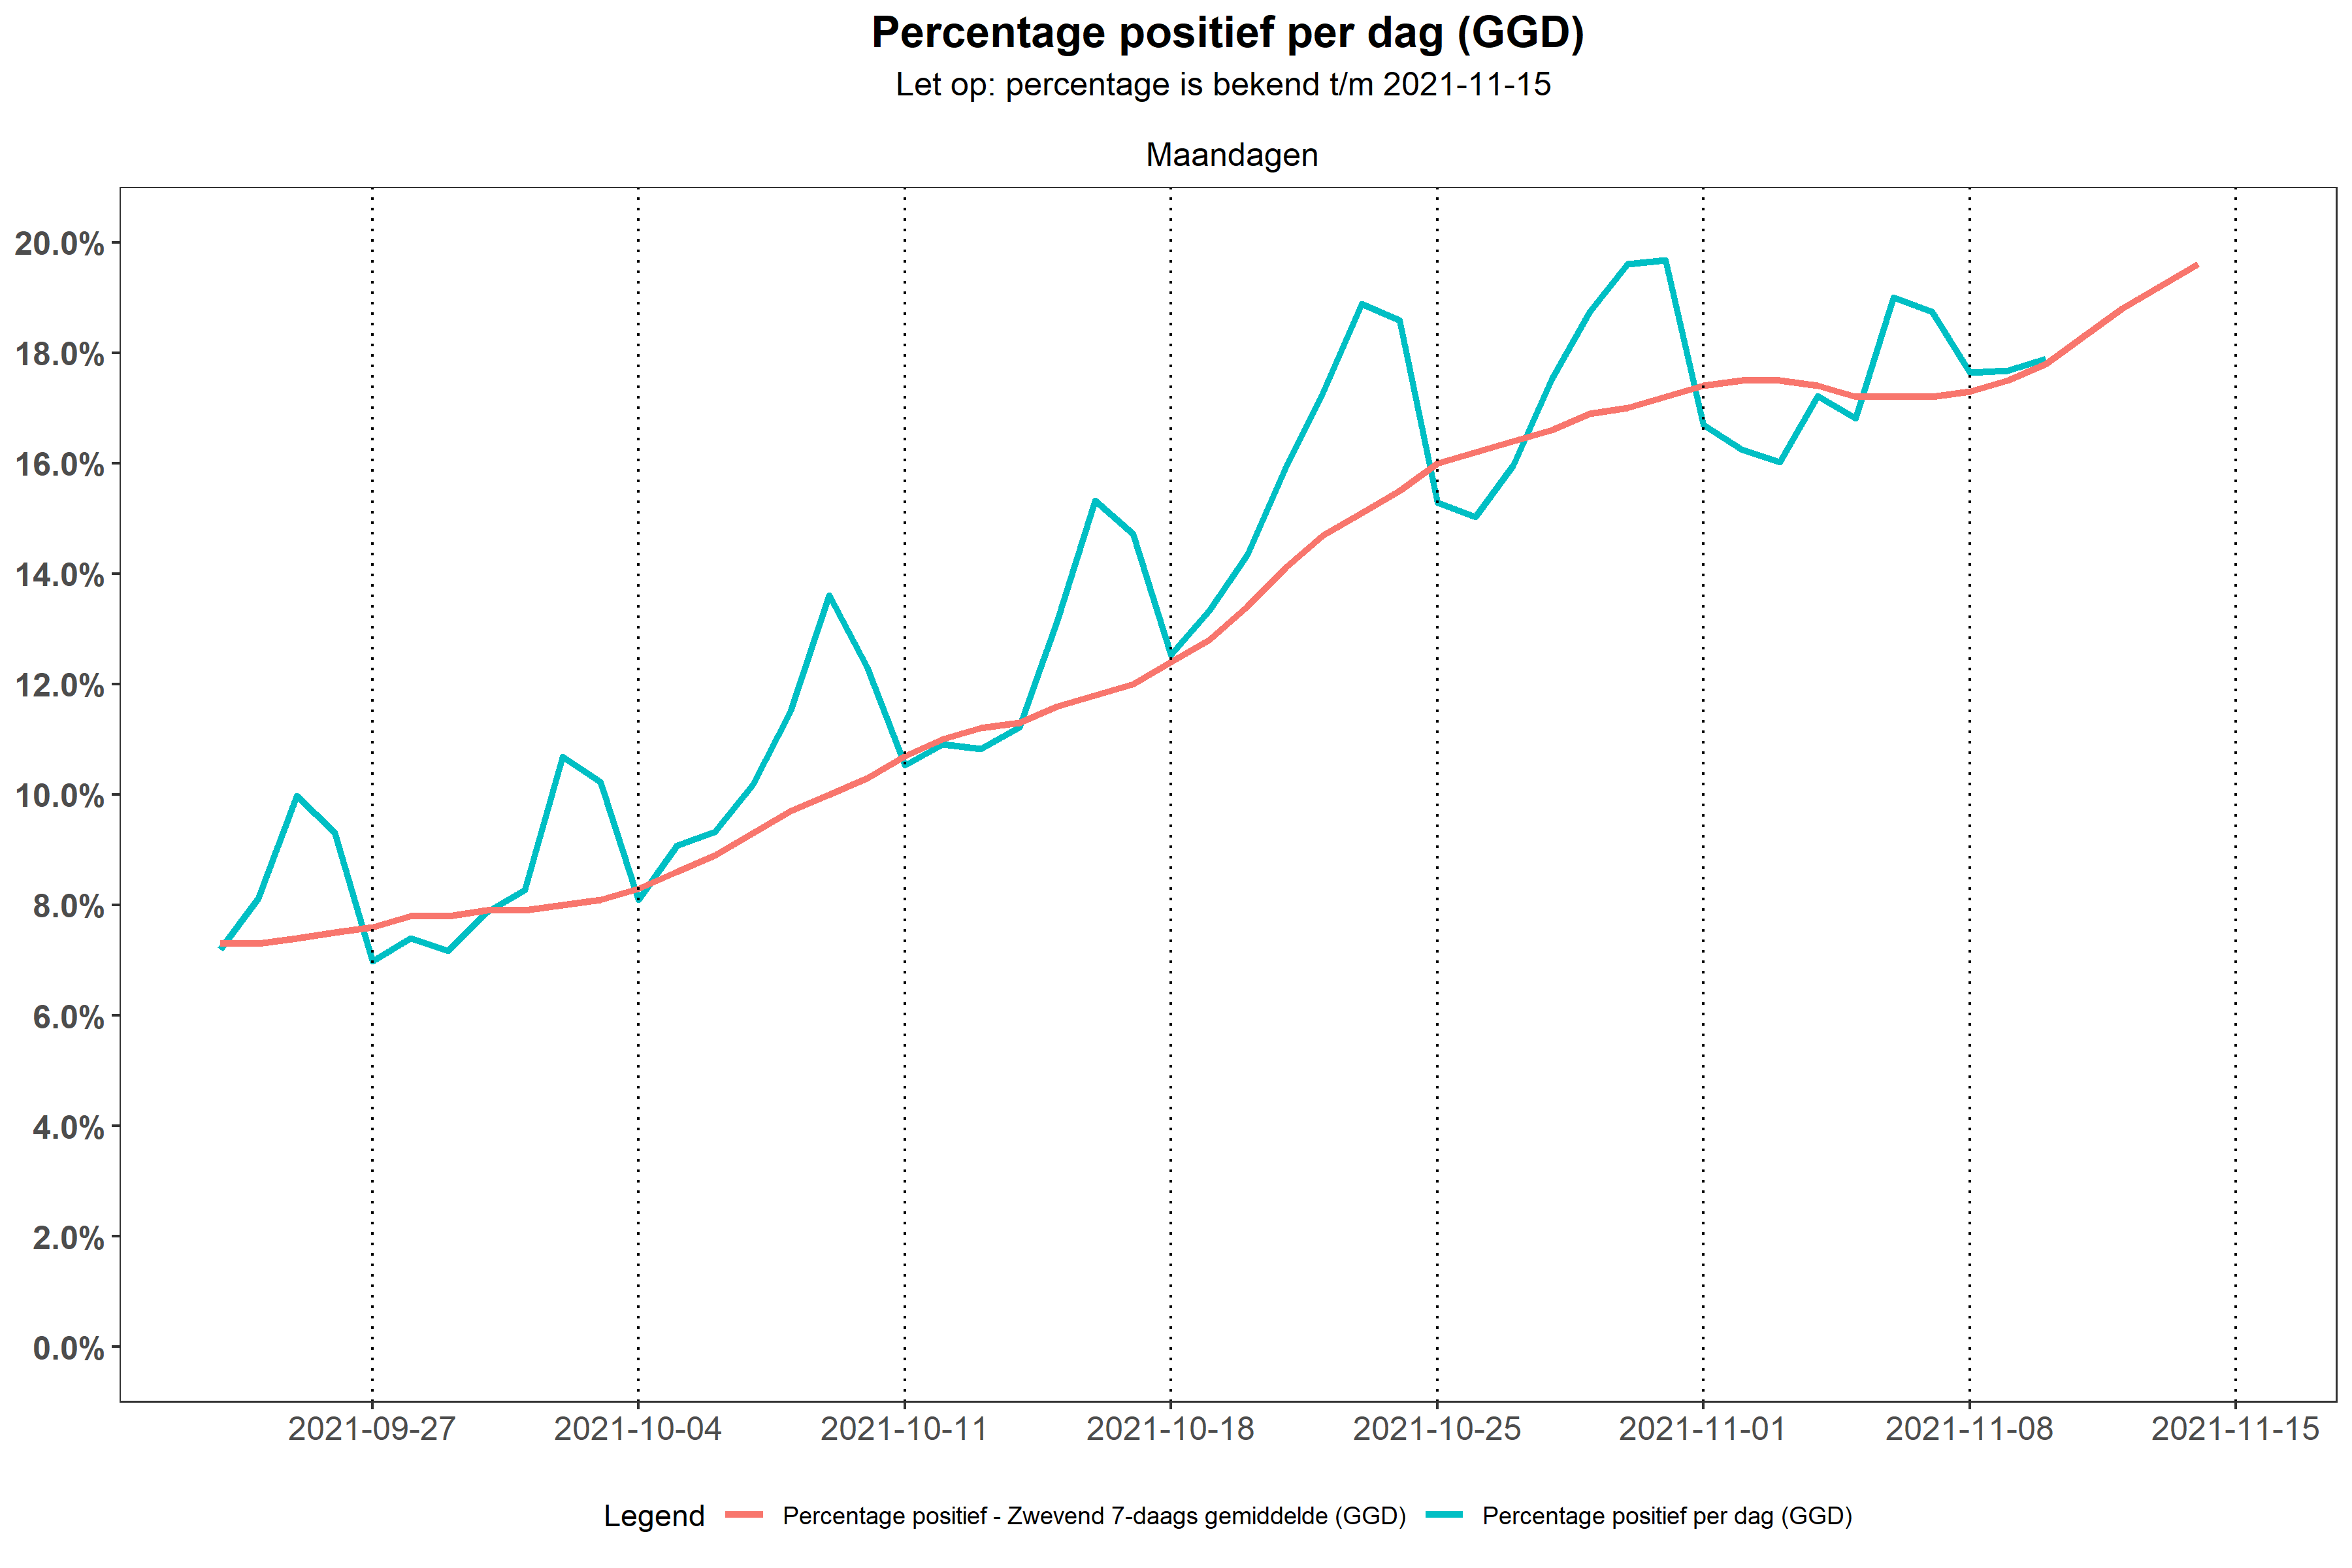 Percentage positief per dag (GGD)
Let op: percentage is bekend t/m 2021-11-15
Maandagen
20.0%
18.0%
16.0%
14.0%
12.0%
10.0%
8.0%
6.0%
4.0%
2.0%
0.0%
2021-09-27 2021-10-04 2021-10-11 2021-10-18 2021-10-25 2021-11-01 2021-11-08 2021-11-15
Legend Percentage positief - Zwevend 7-daags gemiddelde (GGD) Percentage positief per dag (GGD)